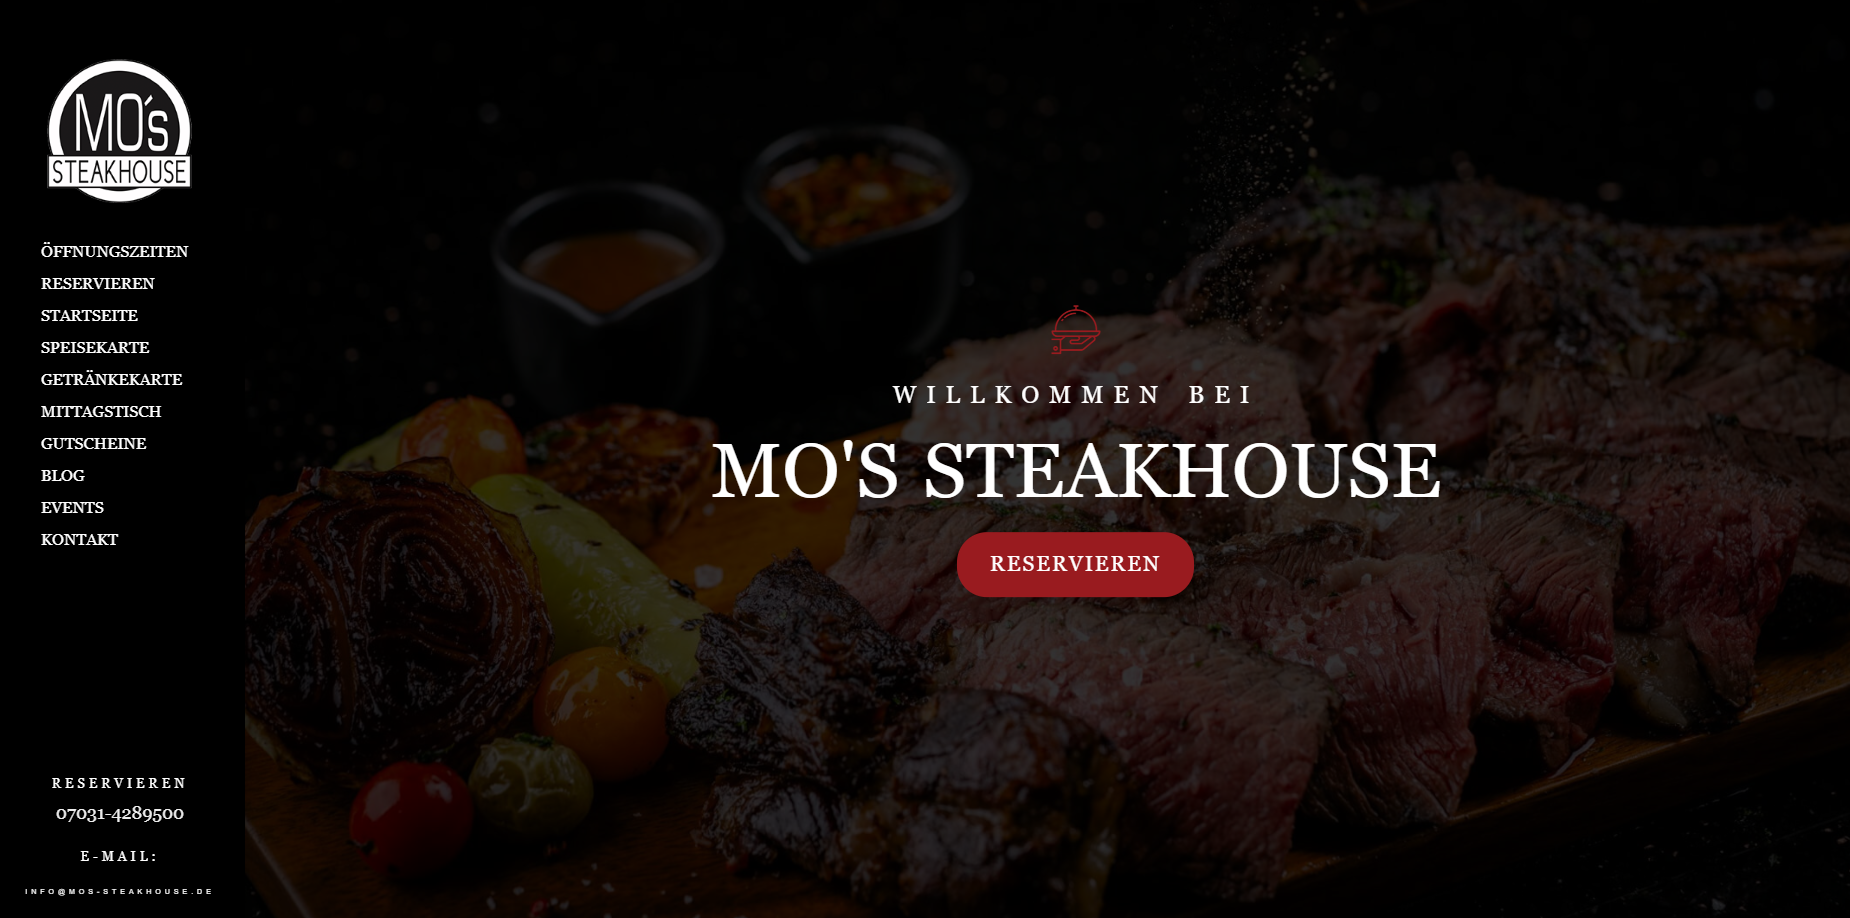 MO's
STEAKHOUSE
ÖFFNUNGSZEITEN
RESERVIEREN
STARTSEITE
SPEISEKARTE
GETRÄNKEKARTE
MITTAGSTISCH
GUTSCHEINE
BLOG
EVENTS
KONTAKT
RESERVIEREN
07031-4289500
E-MAIL:
INFO@MOS-STEAKHOUSE.DE
WILLKOMMEN BEI
MO'S STEAKHOUSE
RESERVIEREN